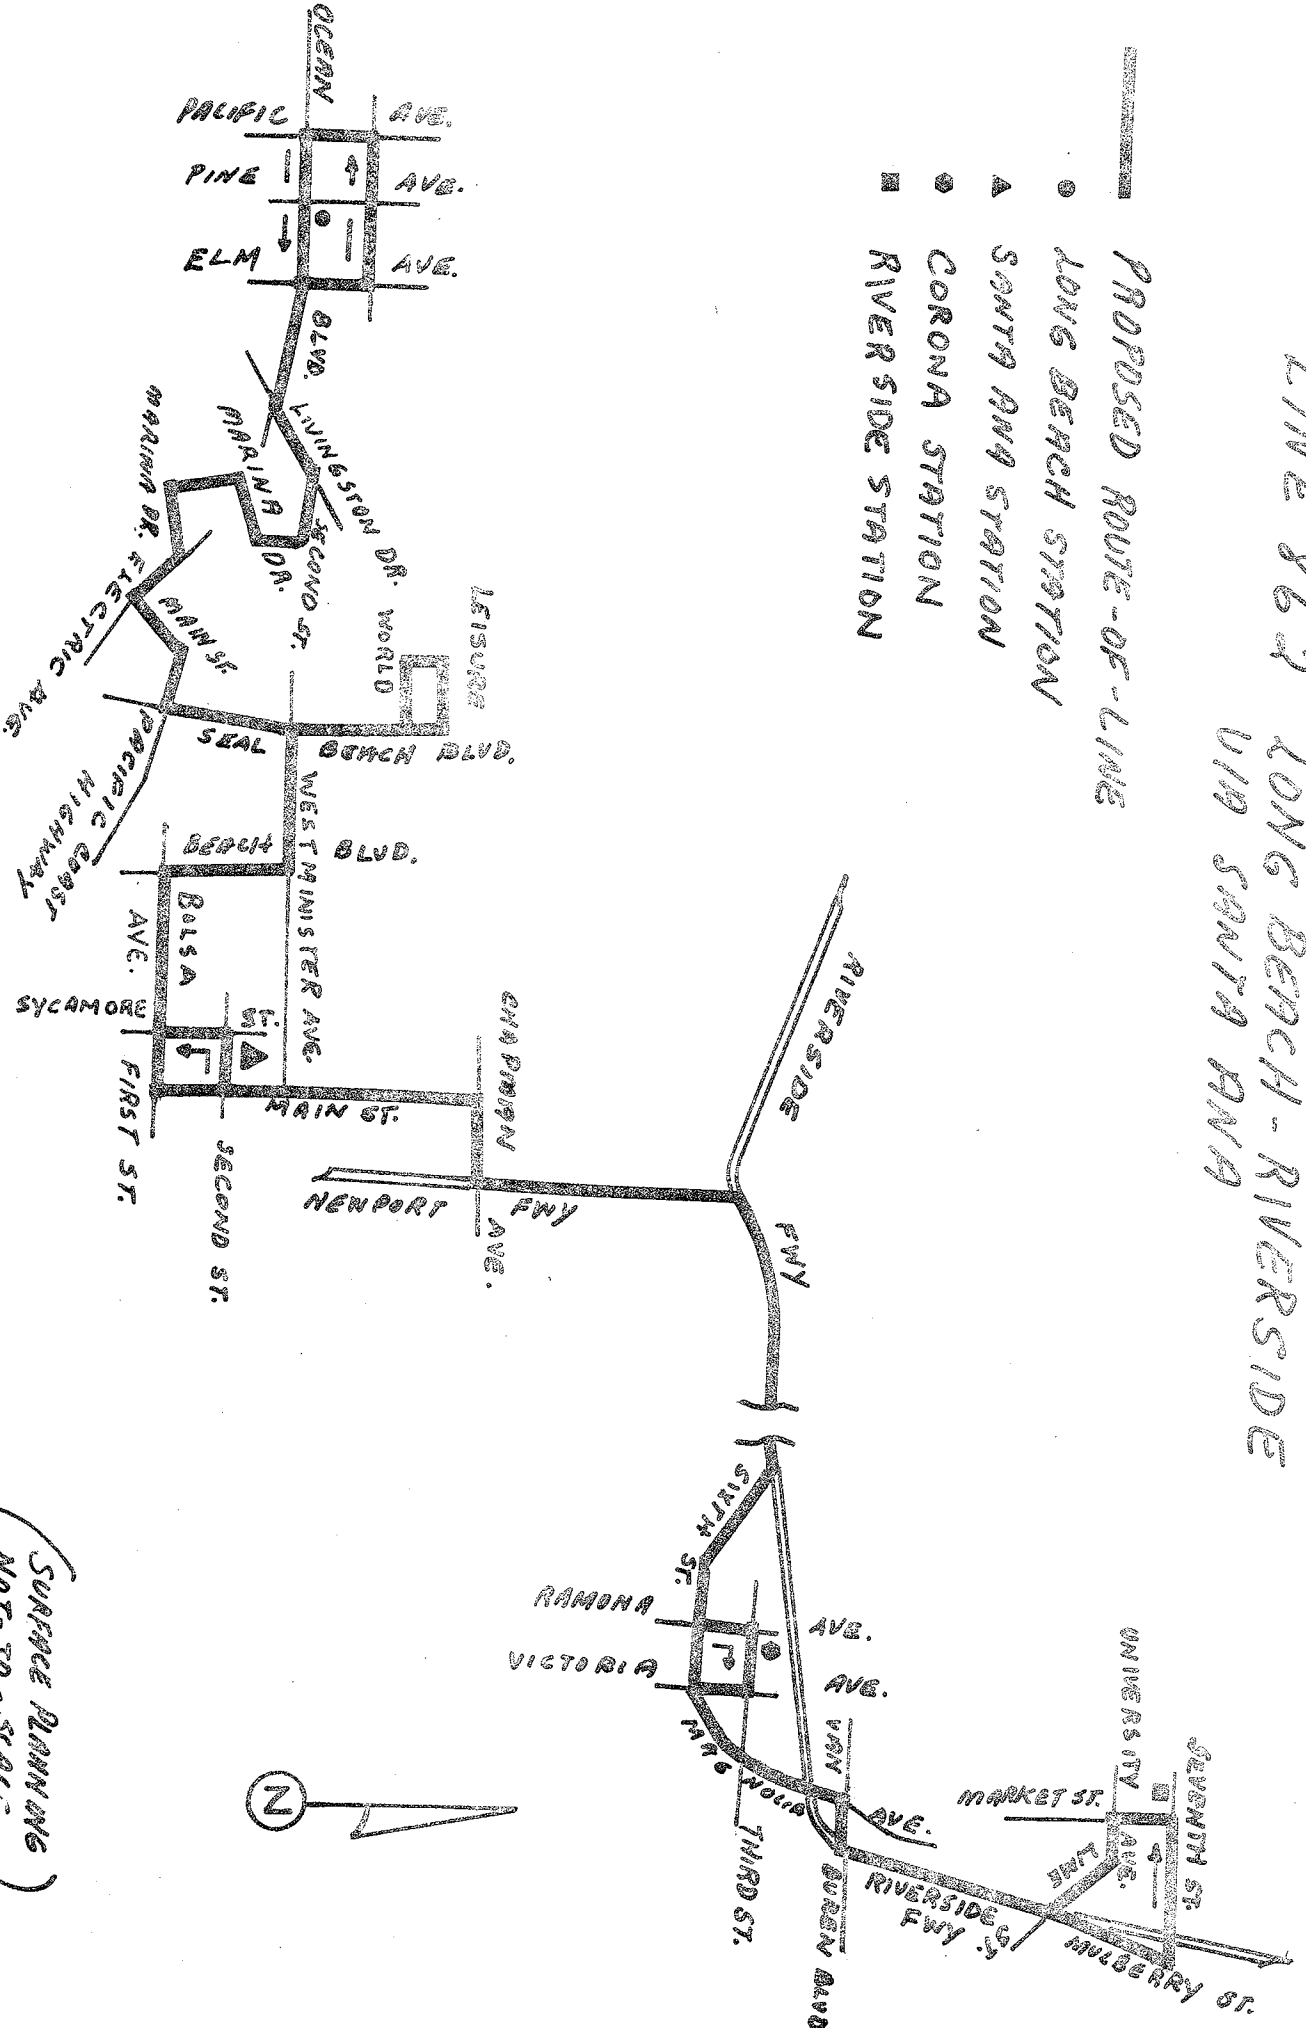 LINE 862 LONG BEACH-RIVERSIDE
VIA SANTA ANA
PROPOSED ROUTE-OF-LINE
LONG BEACH STATION
SANTA ANA STATION
CORONA STATION
RIVERSIDE STATION
OCEAN
BLVD.
PACIFIC AVE.
PINE AVE.
ELM AVE.
LIVINGSTON DR.
SECOND ST.
MARINA DR.
MARINA DR.
ELECTRIC AVE.
MAIN ST.
PACIFIC COAST
HIGHWAY
LEISURE
WORLD
SEAL BEACH BLVD.
WESTMINISTER AVE.
BEACH BLVD.
BOLSA
AVE.
SYCAMORE ST.
FIRST ST.
SECOND ST.
MAIN ST.
CHAPMAN AVE.
NEWPORT FWY
RIVERSIDE FWY
SIXTH ST.
RAMONA AVE.
VICTORIA AVE.
MAGNOLIA AVE.
THIRD ST.
VAN BUREN BLVD
RIVERSIDE
FWY
MARKET ST.
UNIVERSITY AVE.
LIME ST.
SEVENTH ST.
MULBERRY ST.
N
(SURFACE PLANNING)
NOT-TO-